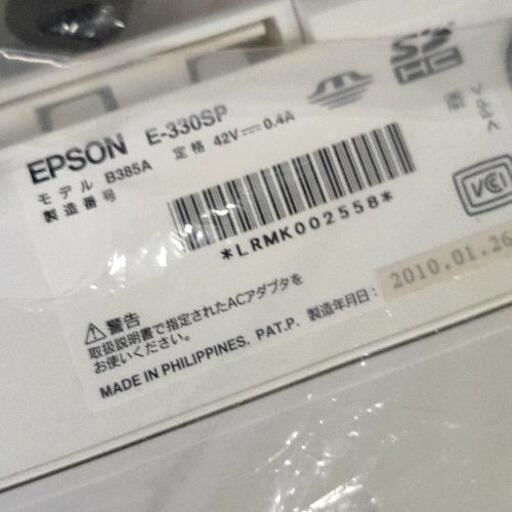 EPSON E-330SP
モデル B385A 定格 42V⎓0.4A
製造番号
*LRMK002558*
SD
HC
VCCI
⚠警告
取扱説明書で指定されたACアダプタを
お使いください。
MADE IN PHILIPPINES. PAT.P. 製造年月日: 2010.01.26